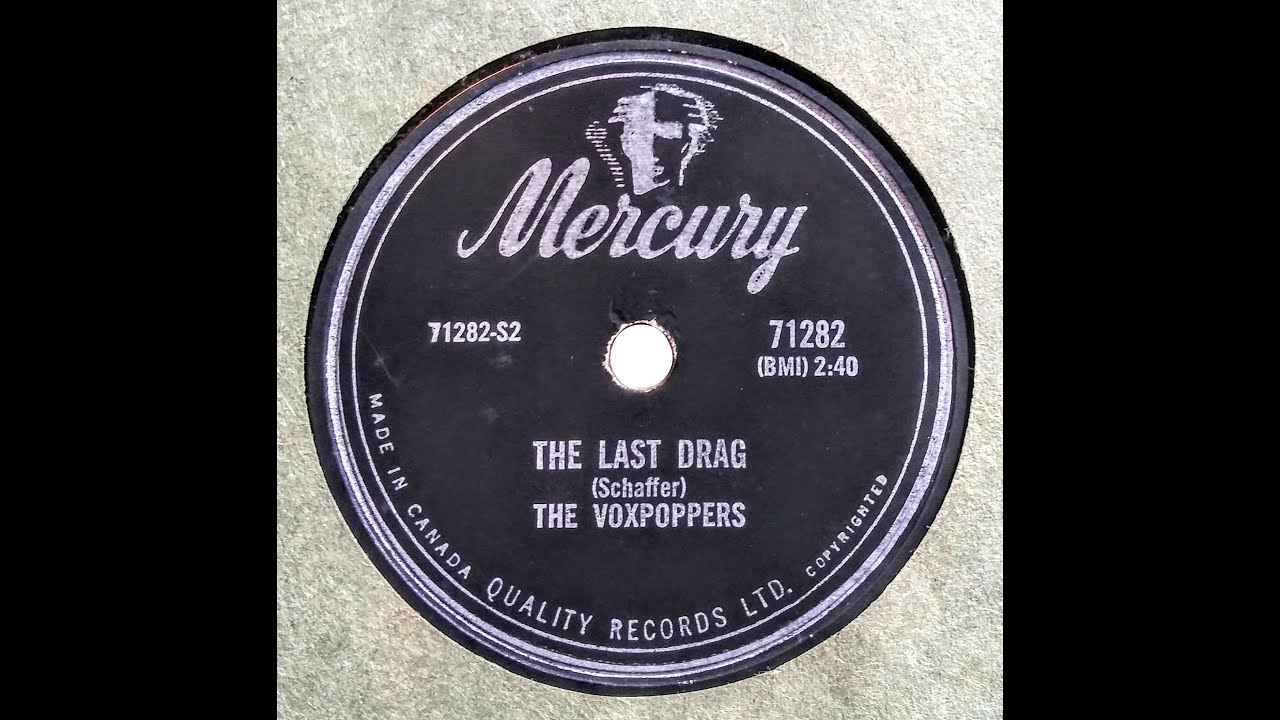 Mercury
71282-S2
71282
(BMI) 2:40
THE LAST DRAG
(Schaffer)
THE VOXPOPPERS
MADE IN CANADA QUALITY RECORDS LTD. COPYRIGHTED